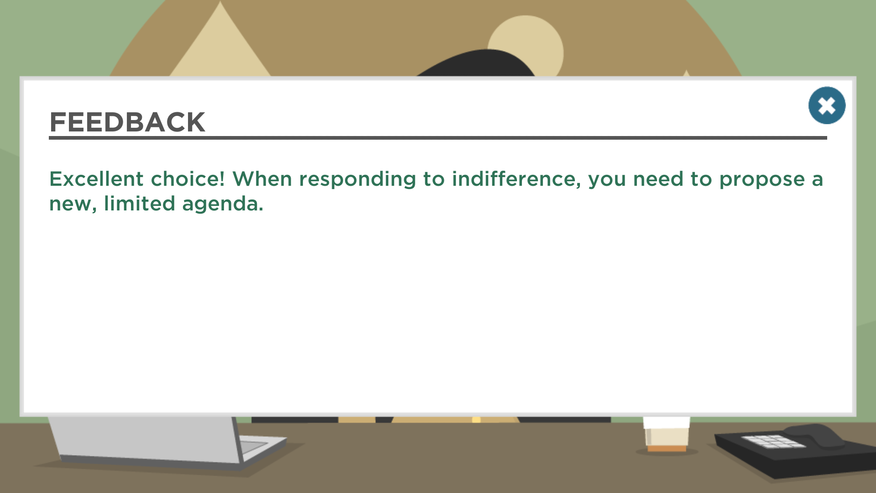 FEEDBACK
Excellent choice! When responding to indifference, you need to propose a
new, limited agenda.